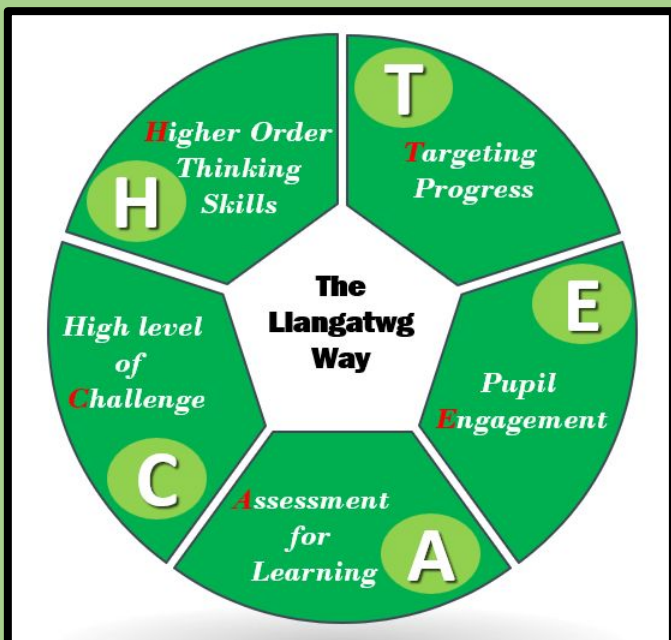 T
Targeting
Progress
E
Pupil
Engagement
Assessment
for
Learning
A
High level
of
Challenge
C
Higher Order
Thinking
Skills
H
The
Llangatwg
Way